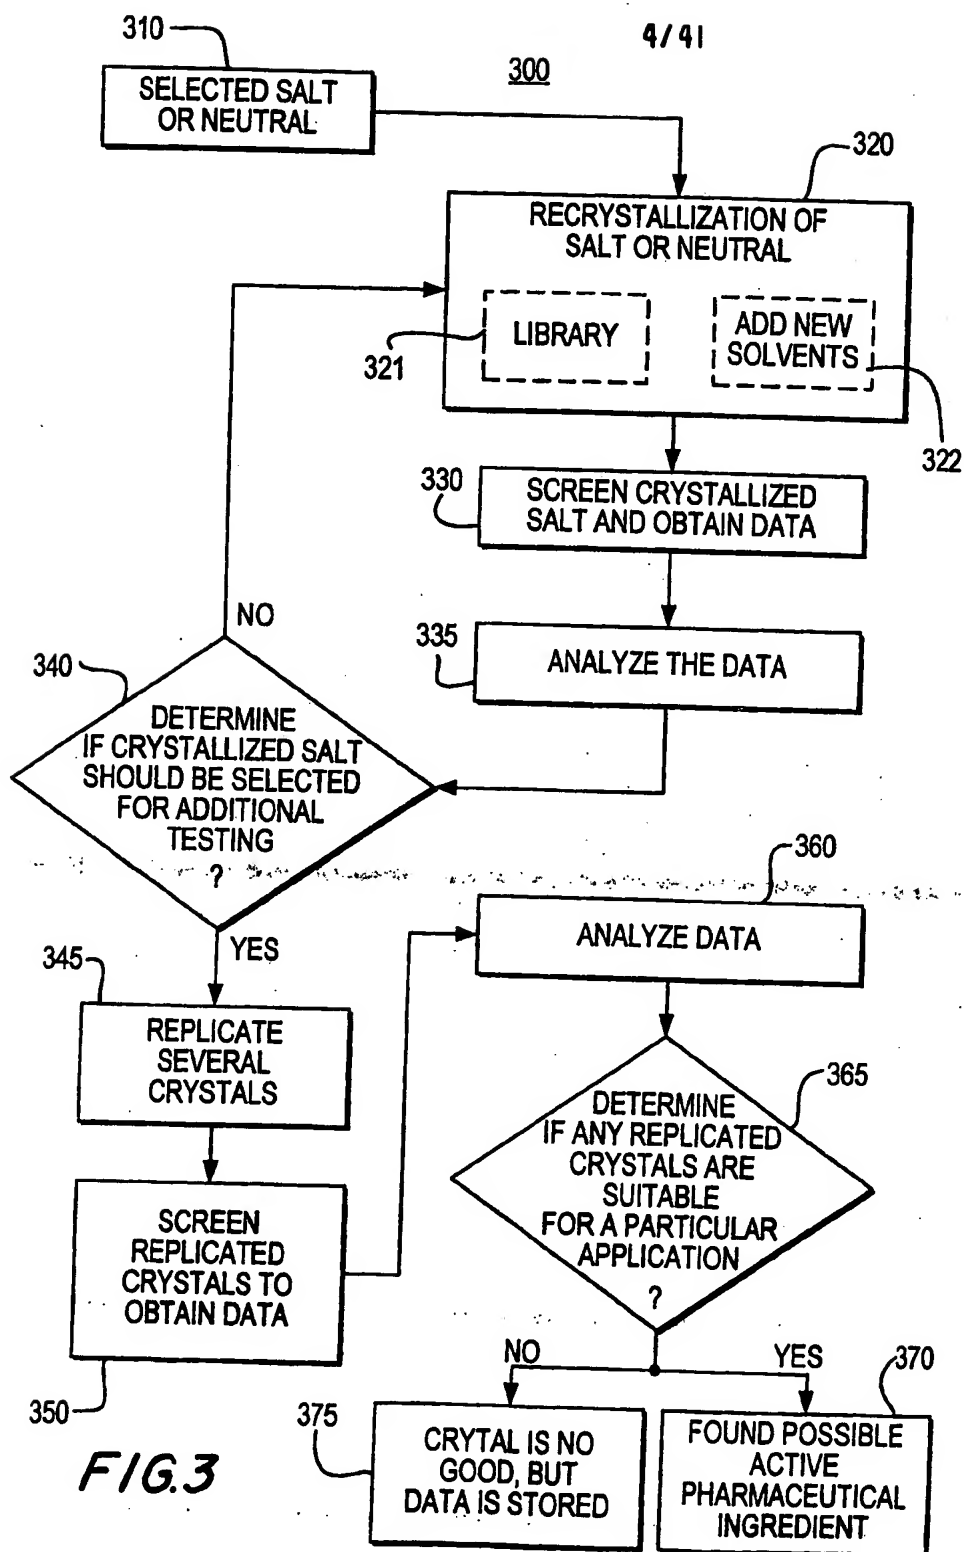 4/41
300
310
SELECTED SALT
OR NEUTRAL
320
RECRYSTALLIZATION OF
SALT OR NEUTRAL
LIBRARY
321
ADD NEW
SOLVENTS
322
330
SCREEN CRYSTALLIZED
SALT AND OBTAIN DATA
335
ANALYZE THE DATA
NO
340
DETERMINE
IF CRYSTALLIZED SALT
SHOULD BE SELECTED
FOR ADDITIONAL
TESTING
?
YES
345
REPLICATE
SEVERAL
CRYSTALS
SCREEN
REPLICATED
CRYSTALS TO
OBTAIN DATA
350
360
ANALYZE DATA
365
DETERMINE
IF ANY REPLICATED
CRYSTALS ARE
SUITABLE
FOR A PARTICULAR
APPLICATION
?
NO
YES
375
CRYTAL IS NO
GOOD, BUT
DATA IS STORED
370
FOUND POSSIBLE
ACTIVE
PHARMACEUTICAL
INGREDIENT
FIG.3